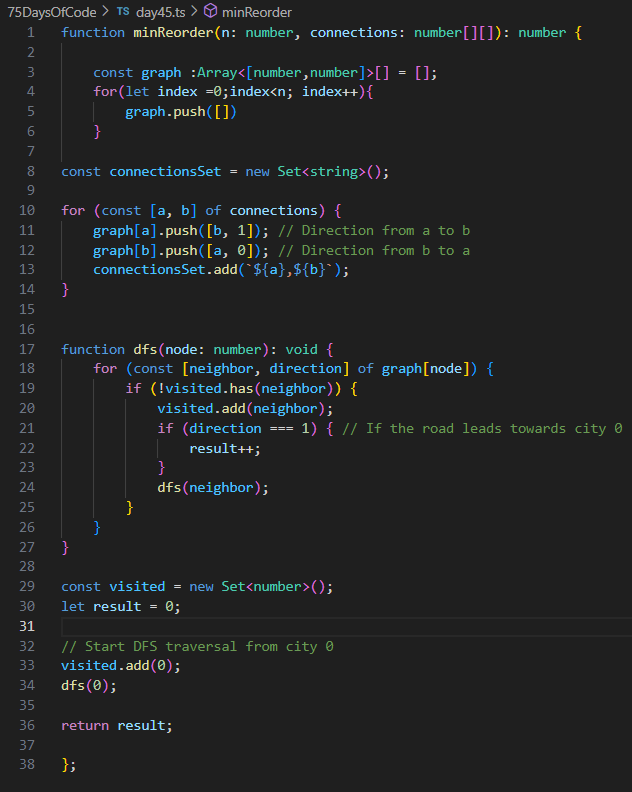 75DaysOfCode > TS day45.ts > minReorder
1 function minReorder(n: number, connections: number[][]): number {
2
3     const graph :Array<[number,number]>[] = [];
4     for(let index =0;index<n; index++){
5         graph.push([])
6     }
7
8 const connectionsSet = new Set<string>();
9
10 for (const [a, b] of connections) {
11     graph[a].push([b, 1]); // Direction from a to b
12     graph[b].push([a, 0]); // Direction from b to a
13     connectionsSet.add(`${a},${b}`);
14 }
15
16
17 function dfs(node: number): void {
18     for (const [neighbor, direction] of graph[node]) {
19         if (!visited.has(neighbor)) {
20             visited.add(neighbor);
21             if (direction === 1) { // If the road leads towards city 0
22                 result++;
23             }
24             dfs(neighbor);
25         }
26     }
27 }
28
29 const visited = new Set<number>();
30 let result = 0;
31
32 // Start DFS traversal from city 0
33 visited.add(0);
34 dfs(0);
35
36 return result;
37
38 };